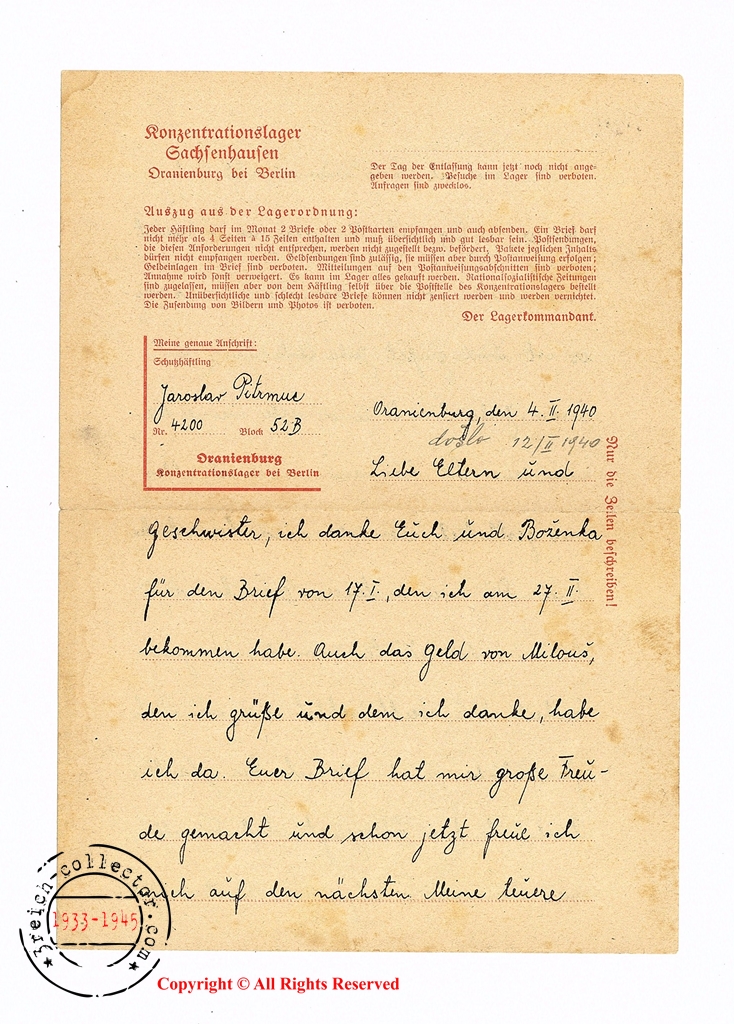 Konzentrationslager
Sachsenhausen
Oranienburg bei Berlin
Der Tag der Entlassung kann jetzt noch nicht ange-
geben werden. Besuche im Lager sind verboten.
Anfragen sind zwecklos.
Auszug aus der Lagerordnung:
Jeder Häftling darf im Monat 2 Briefe oder 2 Postkarten empfangen und auch absenden. Ein Brief darf
nicht mehr als 4 Seiten à 15 Zeilen enthalten und muß übersichtlich und gut lesbar sein. Postsendungen,
die diesen Anforderungen nicht entsprechen, werden nicht zugestellt bezw. befördert. Pakete jeglichen Inhalts
dürfen nicht empfangen werden. Geldsendungen sind zulässig, sie müssen aber durch Postanweisung erfolgen;
Geldeinlagen im Brief sind verboten. Mitteilungen auf den Postanweisungsabschnitten sind verboten;
Annahme wird sonst verweigert. Es kann im Lager alles gekauft werden. Nationalsozialistische Zeitungen
sind zugelassen, müssen aber von dem Häftling selbst über die Poststelle des Konzentrationslagers bestellt
werden. Unübersichtliche und schlecht lesbare Briefe können nicht zensiert werden und werden vernichtet.
Die Zusendung von Bildern und Photos ist verboten.
Der Lagerkommandant.
Meine genaue Anschrift:
Schutzhäftling
Jaroslav Pitrmuc
Nr. 4200 Block 52B
Oranienburg
Konzentrationslager bei Berlin
Oranienburg, den 4. II. 1940
došlo 12/II 1940
Nur die Zeilen beschreiben!
Liebe Eltern und
Geschwister, ich danke Euch und Boženka
für den Brief von 17. I., den ich am 27. II.
bekommen habe. Auch das Geld von Milouš,
den ich grüße und dem ich danke, habe
ich da. Euer Brief hat mir große Freu-
de gemacht und schon jetzt freue ich
mich auf den nächsten. Meine teuere
3reich-collector.com
1933-1945
Copyright © All Rights Reserved